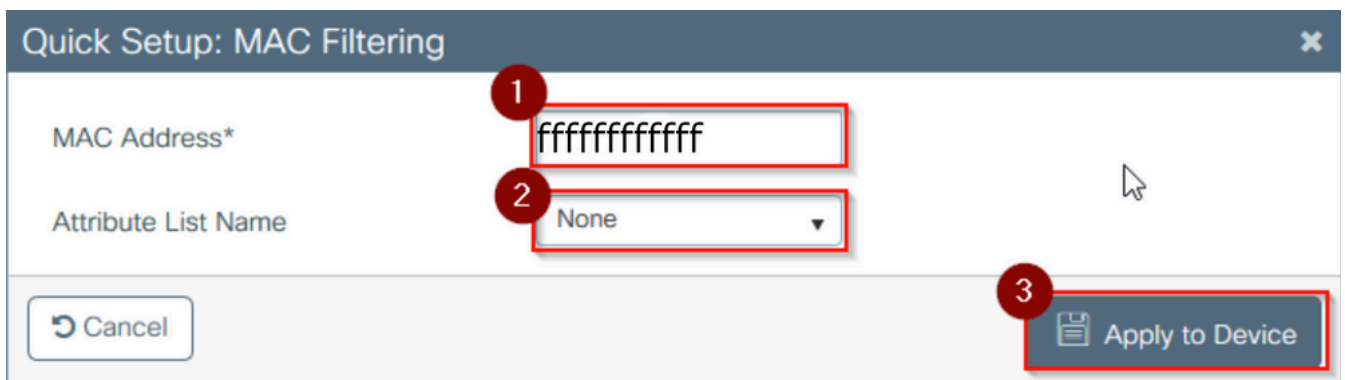 Quick Setup: MAC Filtering
1
MAC Address* ffffffffffff
2
Attribute List Name None
3
Cancel Apply to Device